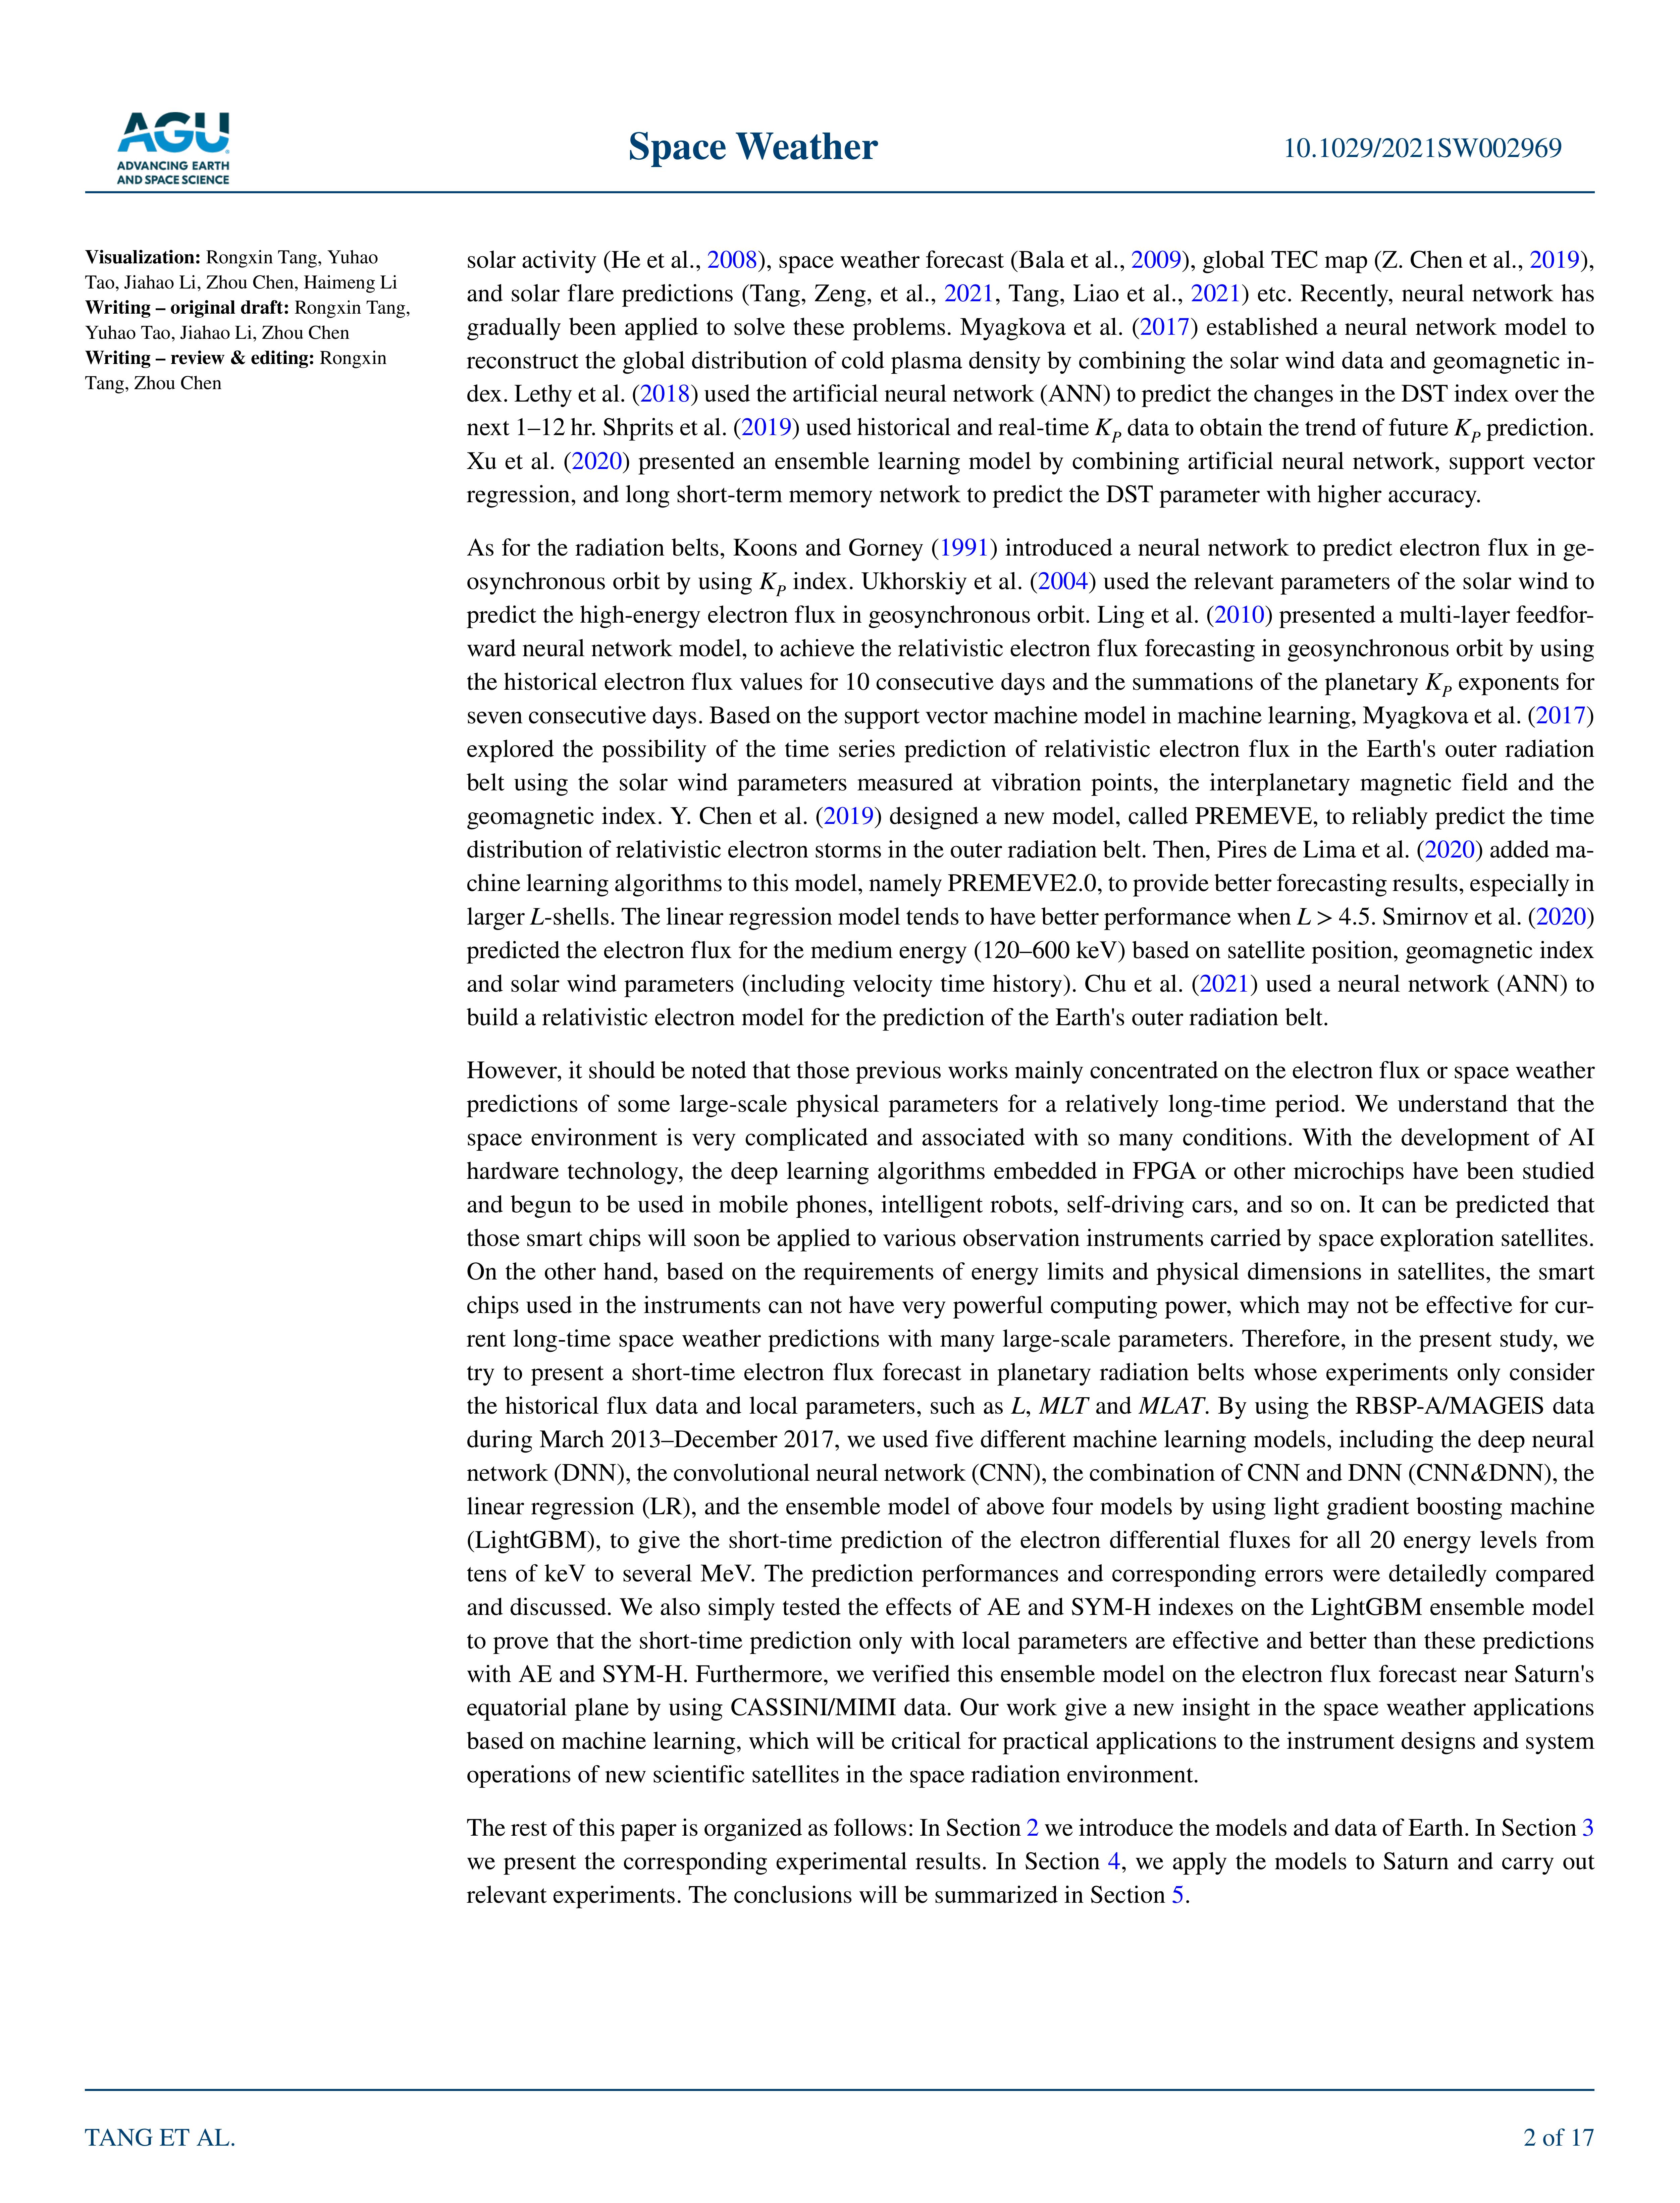 AGU
ADVANCING EARTH
AND SPACE SCIENCE
Space Weather
10.1029/2021SW002969
Visualization: Rongxin Tang, Yuhao
Tao, Jiahao Li, Zhou Chen, Haimeng Li
Writing – original draft: Rongxin Tang,
Yuhao Tao, Jiahao Li, Zhou Chen
Writing – review & editing: Rongxin
Tang, Zhou Chen
solar activity (He et al., 2008), space weather forecast (Bala et al., 2009), global TEC map (Z. Chen et al., 2019),
and solar flare predictions (Tang, Zeng, et al., 2021, Tang, Liao et al., 2021) etc. Recently, neural network has
gradually been applied to solve these problems. Myagkova et al. (2017) established a neural network model to
reconstruct the global distribution of cold plasma density by combining the solar wind data and geomagnetic in-
dex. Lethy et al. (2018) used the artificial neural network (ANN) to predict the changes in the DST index over the
next 1–12 hr. Shprits et al. (2019) used historical and real-time KP data to obtain the trend of future KP prediction.
Xu et al. (2020) presented an ensemble learning model by combining artificial neural network, support vector
regression, and long short-term memory network to predict the DST parameter with higher accuracy.
As for the radiation belts, Koons and Gorney (1991) introduced a neural network to predict electron flux in ge-
osynchronous orbit by using KP index. Ukhorskiy et al. (2004) used the relevant parameters of the solar wind to
predict the high-energy electron flux in geosynchronous orbit. Ling et al. (2010) presented a multi-layer feedfor-
ward neural network model, to achieve the relativistic electron flux forecasting in geosynchronous orbit by using
the historical electron flux values for 10 consecutive days and the summations of the planetary KP exponents for
seven consecutive days. Based on the support vector machine model in machine learning, Myagkova et al. (2017)
explored the possibility of the time series prediction of relativistic electron flux in the Earth's outer radiation
belt using the solar wind parameters measured at vibration points, the interplanetary magnetic field and the
geomagnetic index. Y. Chen et al. (2019) designed a new model, called PREMEVE, to reliably predict the time
distribution of relativistic electron storms in the outer radiation belt. Then, Pires de Lima et al. (2020) added ma-
chine learning algorithms to this model, namely PREMEVE2.0, to provide better forecasting results, especially in
larger L-shells. The linear regression model tends to have better performance when L > 4.5. Smirnov et al. (2020)
predicted the electron flux for the medium energy (120–600 keV) based on satellite position, geomagnetic index
and solar wind parameters (including velocity time history). Chu et al. (2021) used a neural network (ANN) to
build a relativistic electron model for the prediction of the Earth's outer radiation belt.
However, it should be noted that those previous works mainly concentrated on the electron flux or space weather
predictions of some large-scale physical parameters for a relatively long-time period. We understand that the
space environment is very complicated and associated with so many conditions. With the development of AI
hardware technology, the deep learning algorithms embedded in FPGA or other microchips have been studied
and begun to be used in mobile phones, intelligent robots, self-driving cars, and so on. It can be predicted that
those smart chips will soon be applied to various observation instruments carried by space exploration satellites.
On the other hand, based on the requirements of energy limits and physical dimensions in satellites, the smart
chips used in the instruments can not have very powerful computing power, which may not be effective for cur-
rent long-time space weather predictions with many large-scale parameters. Therefore, in the present study, we
try to present a short-time electron flux forecast in planetary radiation belts whose experiments only consider
the historical flux data and local parameters, such as L, MLT and MLAT. By using the RBSP-A/MAGEIS data
during March 2013–December 2017, we used five different machine learning models, including the deep neural
network (DNN), the convolutional neural network (CNN), the combination of CNN and DNN (CNN&DNN), the
linear regression (LR), and the ensemble model of above four models by using light gradient boosting machine
(LightGBM), to give the short-time prediction of the electron differential fluxes for all 20 energy levels from
tens of keV to several MeV. The prediction performances and corresponding errors were detailedly compared
and discussed. We also simply tested the effects of AE and SYM-H indexes on the LightGBM ensemble model
to prove that the short-time prediction only with local parameters are effective and better than these predictions
with AE and SYM-H. Furthermore, we verified this ensemble model on the electron flux forecast near Saturn's
equatorial plane by using CASSINI/MIMI data. Our work give a new insight in the space weather applications
based on machine learning, which will be critical for practical applications to the instrument designs and system
operations of new scientific satellites in the space radiation environment.
The rest of this paper is organized as follows: In Section 2 we introduce the models and data of Earth. In Section 3
we present the corresponding experimental results. In Section 4, we apply the models to Saturn and carry out
relevant experiments. The conclusions will be summarized in Section 5.
TANG ET AL.
2 of 17